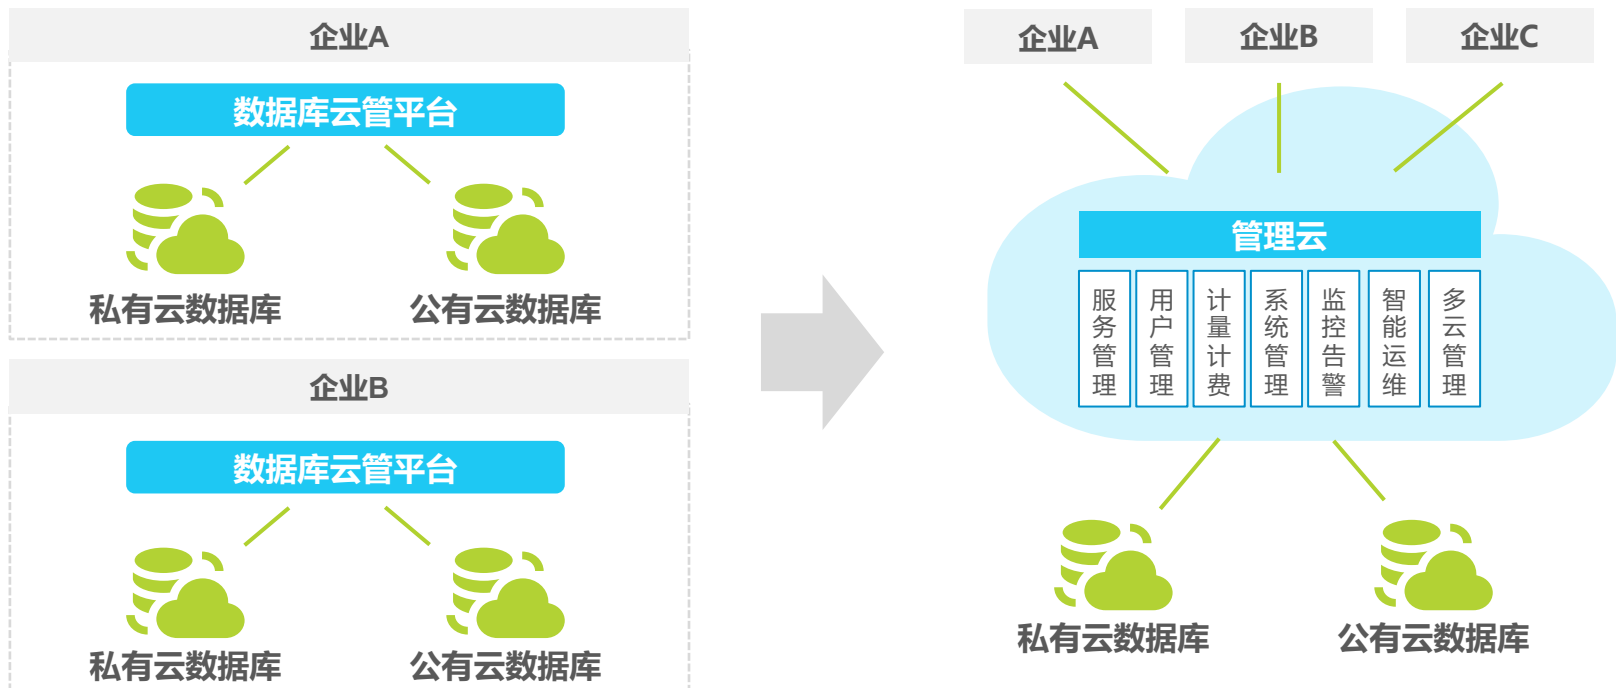 企业A
数据库云管平台
私有云数据库
公有云数据库
企业B
数据库云管平台
私有云数据库
公有云数据库
企业A
企业B
企业C
管理云
服务管理
用户管理
计量计费
系统管理
监控告警
智能运维
多云管理
私有云数据库
公有云数据库